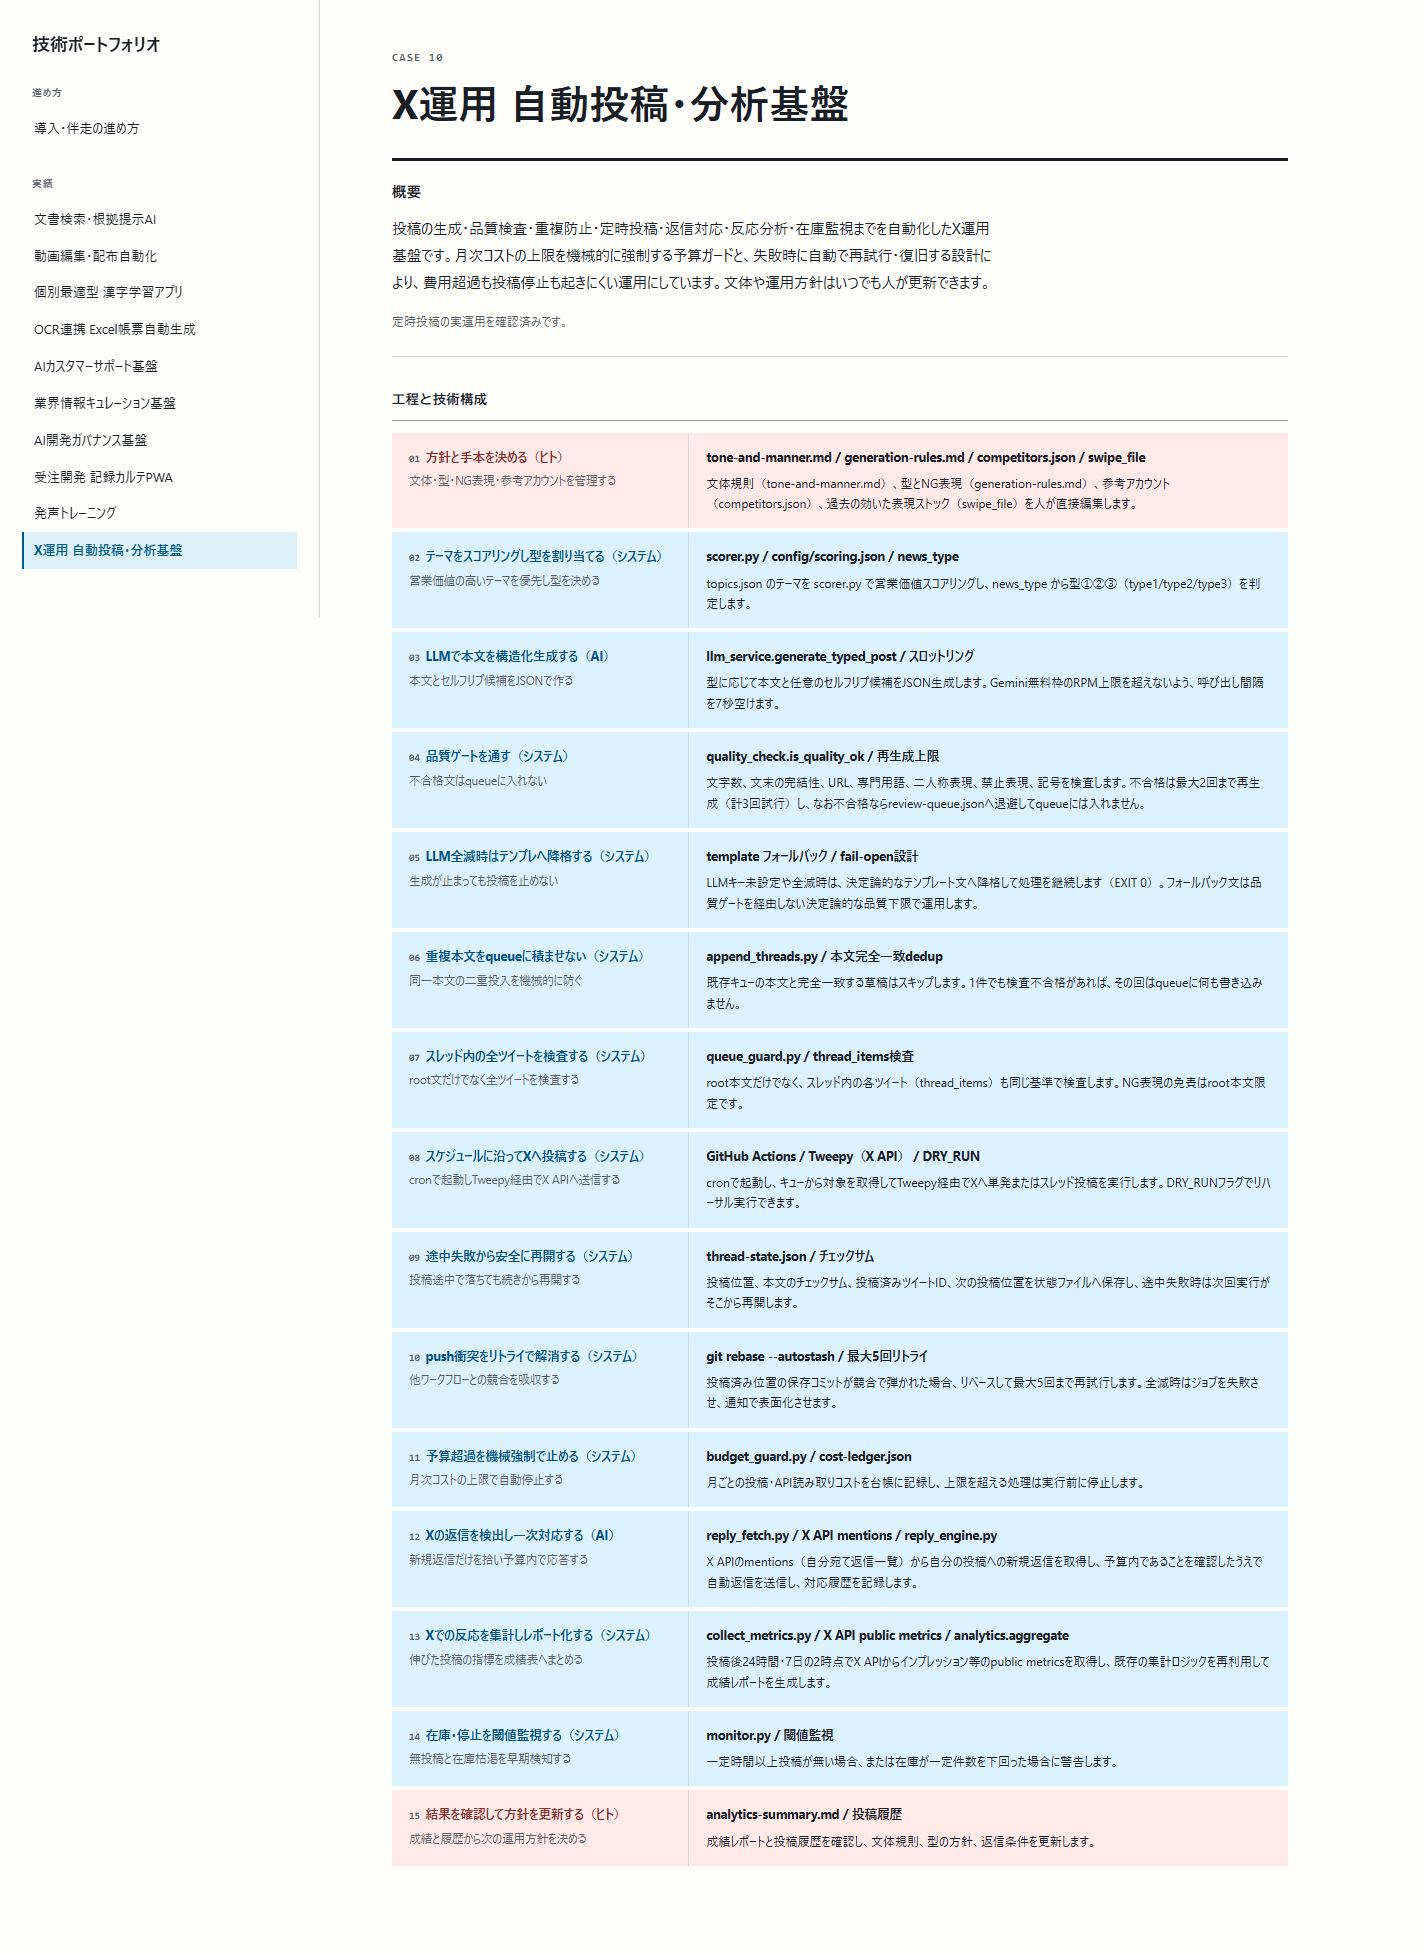 技術ポートフォリオ
進め方
導入・伴走の進め方
実績
文書検索・根拠提示AI
動画編集・配布自動化
個別最適型 漢字学習アプリ
OCR連携 Excel帳票自動生成
AIカスタマーサポート基盤
業界情報キュレーション基盤
AI開発ガバナンス基盤
受注開発 記録カルテPWA
発声トレーニング
X運用 自動投稿・分析基盤
CASE 10
X運用 自動投稿・分析基盤
概要
投稿の生成・品質検査・重複防止・定時投稿・返信対応・反応分析・在庫監視までを自動化したX運用
基盤です。月次コストの上限を機械的に強制する予算ガードと、失敗時に自動で再試行・復旧する設計に
より、費用超過も投稿停止も起きにくい運用にしています。文体や運用方針はいつでも人が更新できます。
定時投稿の実運用を確認済みです。
工程と技術構成
01 方針と手本を決める（ヒト）
文体・型・NG表現・参考アカウントを管理する
tone-and-manner.md / generation-rules.md / competitors.json / swipe_file
文体規則（tone-and-manner.md）、型とNG表現（generation-rules.md）、参考アカウント
（competitors.json）、過去の効いた表現ストック（swipe_file）を人が直接編集します。
02 テーマをスコアリングし型を割り当てる（システム）
営業価値の高いテーマを優先し型を決める
scorer.py / config/scoring.json / news_type
topics.json のテーマを scorer.py で営業価値スコアリングし、news_type から型①②③（type1/type2/type3）を判
定します。
03 LLMで本文を構造化生成する（AI）
本文とセルフリプ候補をJSONで作る
llm_service.generate_typed_post / スロットリング
型に応じて本文と任意のセルフリプ候補をJSON生成します。Gemini無料枠のRPM上限を超えないよう、呼び出し間隔
を7秒空けます。
04 品質ゲートを通す（システム）
不合格文はqueueに入れない
quality_check.is_quality_ok / 再生成上限
文字数、文末の完結性、URL、専門用語、二人称表現、禁止表現、記号を検査します。不合格は最大2回まで再生
成（計3回試行）し、なお不合格ならreview-queue.jsonへ退避してqueueには入れません。
05 LLM全滅時はテンプレへ降格する（システム）
生成が止まっても投稿を止めない
template フォールバック / fail-open設計
LLMキー未設定や全滅時は、決定論的なテンプレート文へ降格して処理を継続します（EXIT 0）。フォールバック文は品
質ゲートを経由しない決定論的な品質下限で運用します。
06 重複本文をqueueに積ませない（システム）
同一本文の二重投入を機械的に防ぐ
append_threads.py / 本文完全一致dedup
既存キューの本文と完全一致する草稿はスキップします。1件でも検査不合格があれば、その回はqueueに何も書き込み
ません。
07 スレッド内の全ツイートを検査する（システム）
root文だけでなく全ツイートを検査する
queue_guard.py / thread_items検査
root本文だけでなく、スレッド内の各ツイート（thread_items）も同じ基準で検査します。NG表現の免責はroot本文限
定です。
08 スケジュールに沿ってXへ投稿する（システム）
cronで起動しTweepy経由でX APIへ送信する
GitHub Actions / Tweepy（X API） / DRY_RUN
cronで起動し、キューから対象を取得してTweepy経由でXへ単発またはスレッド投稿を実行します。DRY_RUNフラグでリハ
ーサル実行できます。
09 途中失敗から安全に再開する（システム）
投稿途中で落ちても続きから再開する
thread-state.json / チェックサム
投稿位置、本文のチェックサム、投稿済みツイートID、次の投稿位置を状態ファイルへ保存し、途中失敗時は次回実行が
そこから再開します。
10 push衝突をリトライで解消する（システム）
他ワークフローとの競合を吸収する
git rebase --autostash / 最大5回リトライ
投稿済み位置の保存コミットが競合で弾かれた場合、リベースして最大5回まで再試行します。全滅時はジョブを失敗さ
せ、通知で表面化させます。
11 予算超過を機械強制で止める（システム）
月次コストの上限で自動停止する
budget_guard.py / cost-ledger.json
月ごとの投稿・API読み取りコストを台帳に記録し、上限を超える処理は実行前に停止します。
12 Xの返信を検出し一次対応する（AI）
新規返信だけを拾い予算内で応答する
reply_fetch.py / X API mentions / reply_engine.py
X APIのmentions（自分宛て返信一覧）から自分の投稿への新規返信を取得し、予算内であることを確認したうえで
自動返信を送信し、対応履歴を記録します。
13 Xでの反応を集計しレポート化する（システム）
伸びた投稿の指標を成績表へまとめる
collect_metrics.py / X API public metrics / analytics.aggregate
投稿後24時間・7日の2時点でX APIからインプレッション等のpublic metricsを取得し、既存の集計ロジックを再利用して
成績レポートを生成します。
14 在庫・停止を閾値監視する（システム）
無投稿と在庫枯渇を早期検知する
monitor.py / 閾値監視
一定時間以上投稿が無い場合、または在庫が一定件数を下回った場合に警告します。
15 結果を確認して方針を更新する（ヒト）
成績と履歴から次の運用方針を決める
analytics-summary.md / 投稿履歴
成績レポートと投稿履歴を確認し、文体規則、型の方針、返信条件を更新します。